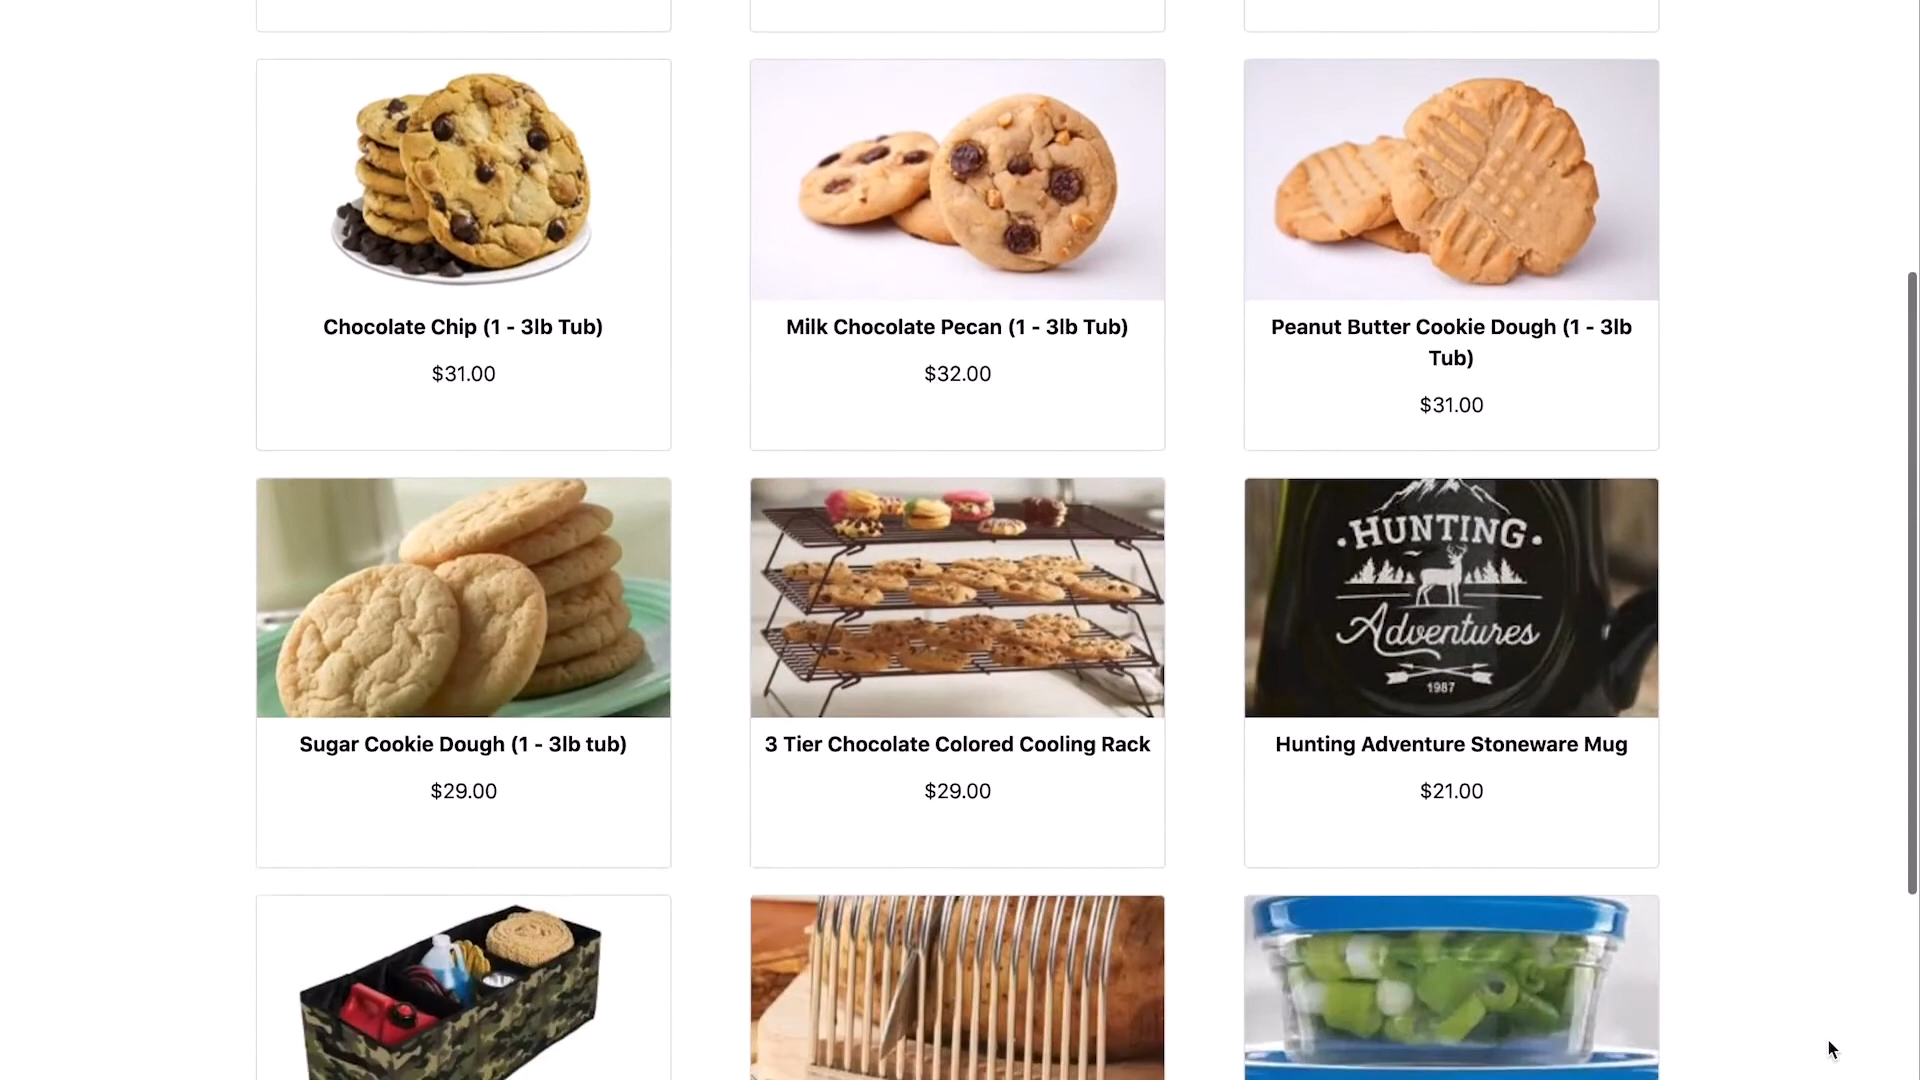 Chocolate Chip (1 - 3lb Tub)
$31.00
Milk Chocolate Pecan (1 - 3lb Tub)
$32.00
Peanut Butter Cookie Dough (1 - 3lb
Tub)
$31.00
Sugar Cookie Dough (1 - 3lb tub)
$29.00
3 Tier Chocolate Colored Cooling Rack
$29.00
HUNTING
Adventures
1987
Hunting Adventure Stoneware Mug
$21.00